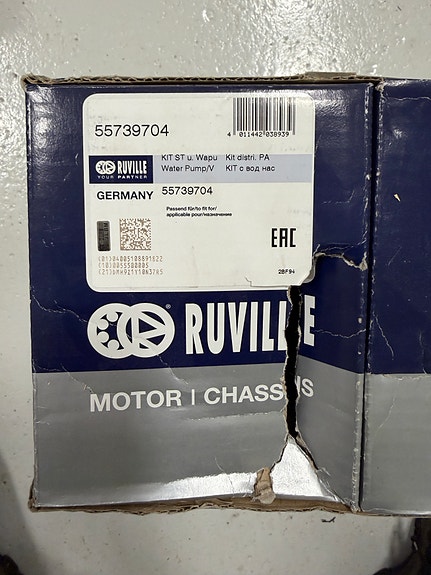 55739704
4 011442 038939
RUVILLE
YOUR PARTNER
KIT ST u. Wapu Kit distri. PA
Water Pump/V КІТ с вод нас
GERMANY 55739704
Passend für/to fit for/
applicable pour/назначение
EAC
2BF94
RUVILLE
MOTOR | CHASSIS